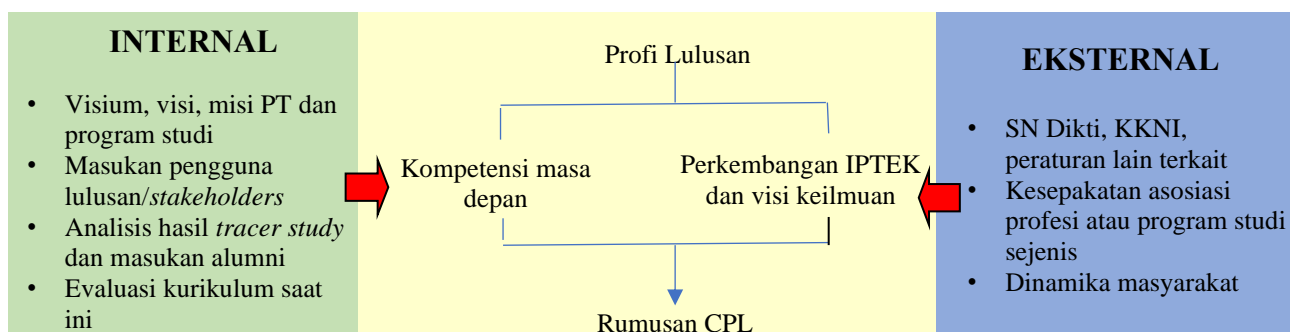 INTERNAL
• Visium, visi, misi PT dan
program studi
• Masukan pengguna
lulusan/stakeholders
• Analisis hasil tracer study
dan masukan alumni
• Evaluasi kurikulum saat
ini
Profi Lulusan
Kompetensi masa
depan
Perkembangan IPTEK
dan visi keilmuan
Rumusan CPL
EKSTERNAL
• SN Dikti, KKNI,
peraturan lain terkait
• Kesepakatan asosiasi
profesi atau program studi
sejenis
• Dinamika masyarakat